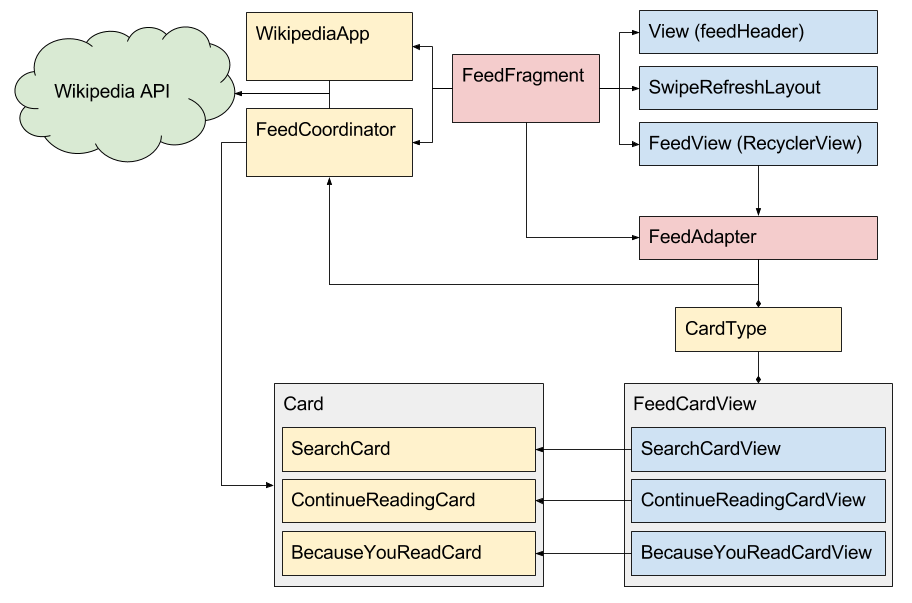 Wikipedia API
WikipediaApp
FeedCoordinator
FeedFragment
View (feedHeader)
SwipeRefreshLayout
FeedView (RecyclerView)
FeedAdapter
CardType
Card
SearchCard
ContinueReadingCard
BecauseYouReadCard
FeedCardView
SearchCardView
ContinueReadingCardView
BecauseYouReadCardView